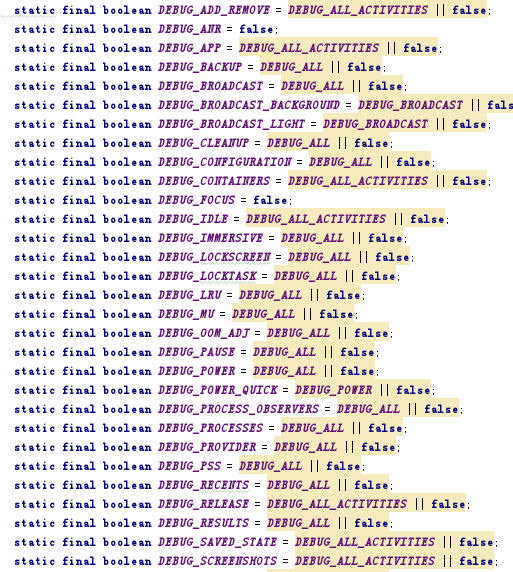 static final boolean DEBUG_ADD_REMOVE = DEBUG_ALL_ACTIVITIES || false;
static final boolean DEBUG_ANR = false;
static final boolean DEBUG_APP = DEBUG_ALL_ACTIVITIES || false;
static final boolean DEBUG_BACKUP = DEBUG_ALL || false;
static final boolean DEBUG_BROADCAST = DEBUG_ALL || false;
static final boolean DEBUG_BROADCAST_BACKGROUND = DEBUG_BROADCAST || fals
static final boolean DEBUG_BROADCAST_LIGHT = DEBUG_BROADCAST || false;
static final boolean DEBUG_CLEANUP = DEBUG_ALL || false;
static final boolean DEBUG_CONFIGURATION = DEBUG_ALL || false;
static final boolean DEBUG_CONTAINERS = DEBUG_ALL_ACTIVITIES || false;
static final boolean DEBUG_FOCUS = false;
static final boolean DEBUG_IDLE = DEBUG_ALL_ACTIVITIES || false;
static final boolean DEBUG_IMMERSIVE = DEBUG_ALL || false;
static final boolean DEBUG_LOCKSCREEN = DEBUG_ALL || false;
static final boolean DEBUG_LOCKTASK = DEBUG_ALL || false;
static final boolean DEBUG_LRU = DEBUG_ALL || false;
static final boolean DEBUG_MU = DEBUG_ALL || false;
static final boolean DEBUG_OOM_ADJ = DEBUG_ALL || false;
static final boolean DEBUG_PAUSE = DEBUG_ALL || false;
static final boolean DEBUG_POWER = DEBUG_ALL || false;
static final boolean DEBUG_POWER_QUICK = DEBUG_POWER || false;
static final boolean DEBUG_PROCESS_OBSERVERS = DEBUG_ALL || false;
static final boolean DEBUG_PROCESSES = DEBUG_ALL || false;
static final boolean DEBUG_PROVIDER = DEBUG_ALL || false;
static final boolean DEBUG_PSS = DEBUG_ALL || false;
static final boolean DEBUG_RECENTS = DEBUG_ALL || false;
static final boolean DEBUG_RELEASE = DEBUG_ALL_ACTIVITIES || false;
static final boolean DEBUG_RESULTS = DEBUG_ALL || false;
static final boolean DEBUG_SAVED_STATE = DEBUG_ALL_ACTIVITIES || false;
static final boolean DEBUG_SCREENSHOTS = DEBUG_ALL_ACTIVITIES || false;